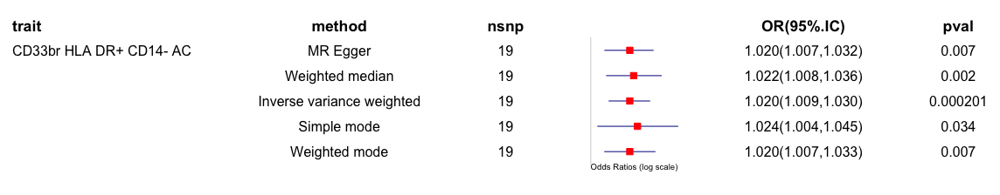 trait method nsnp OR(95%.IC) pval
CD33br HLA DR+ CD14- AC MR Egger 19 1.020(1.007,1.032) 0.007
Weighted median 19 1.022(1.008,1.036) 0.002
Inverse variance weighted 19 1.020(1.009,1.030) 0.000201
Simple mode 19 1.024(1.004,1.045) 0.034
Weighted mode 19 1.020(1.007,1.033) 0.007
Odds Ratios (log scale)